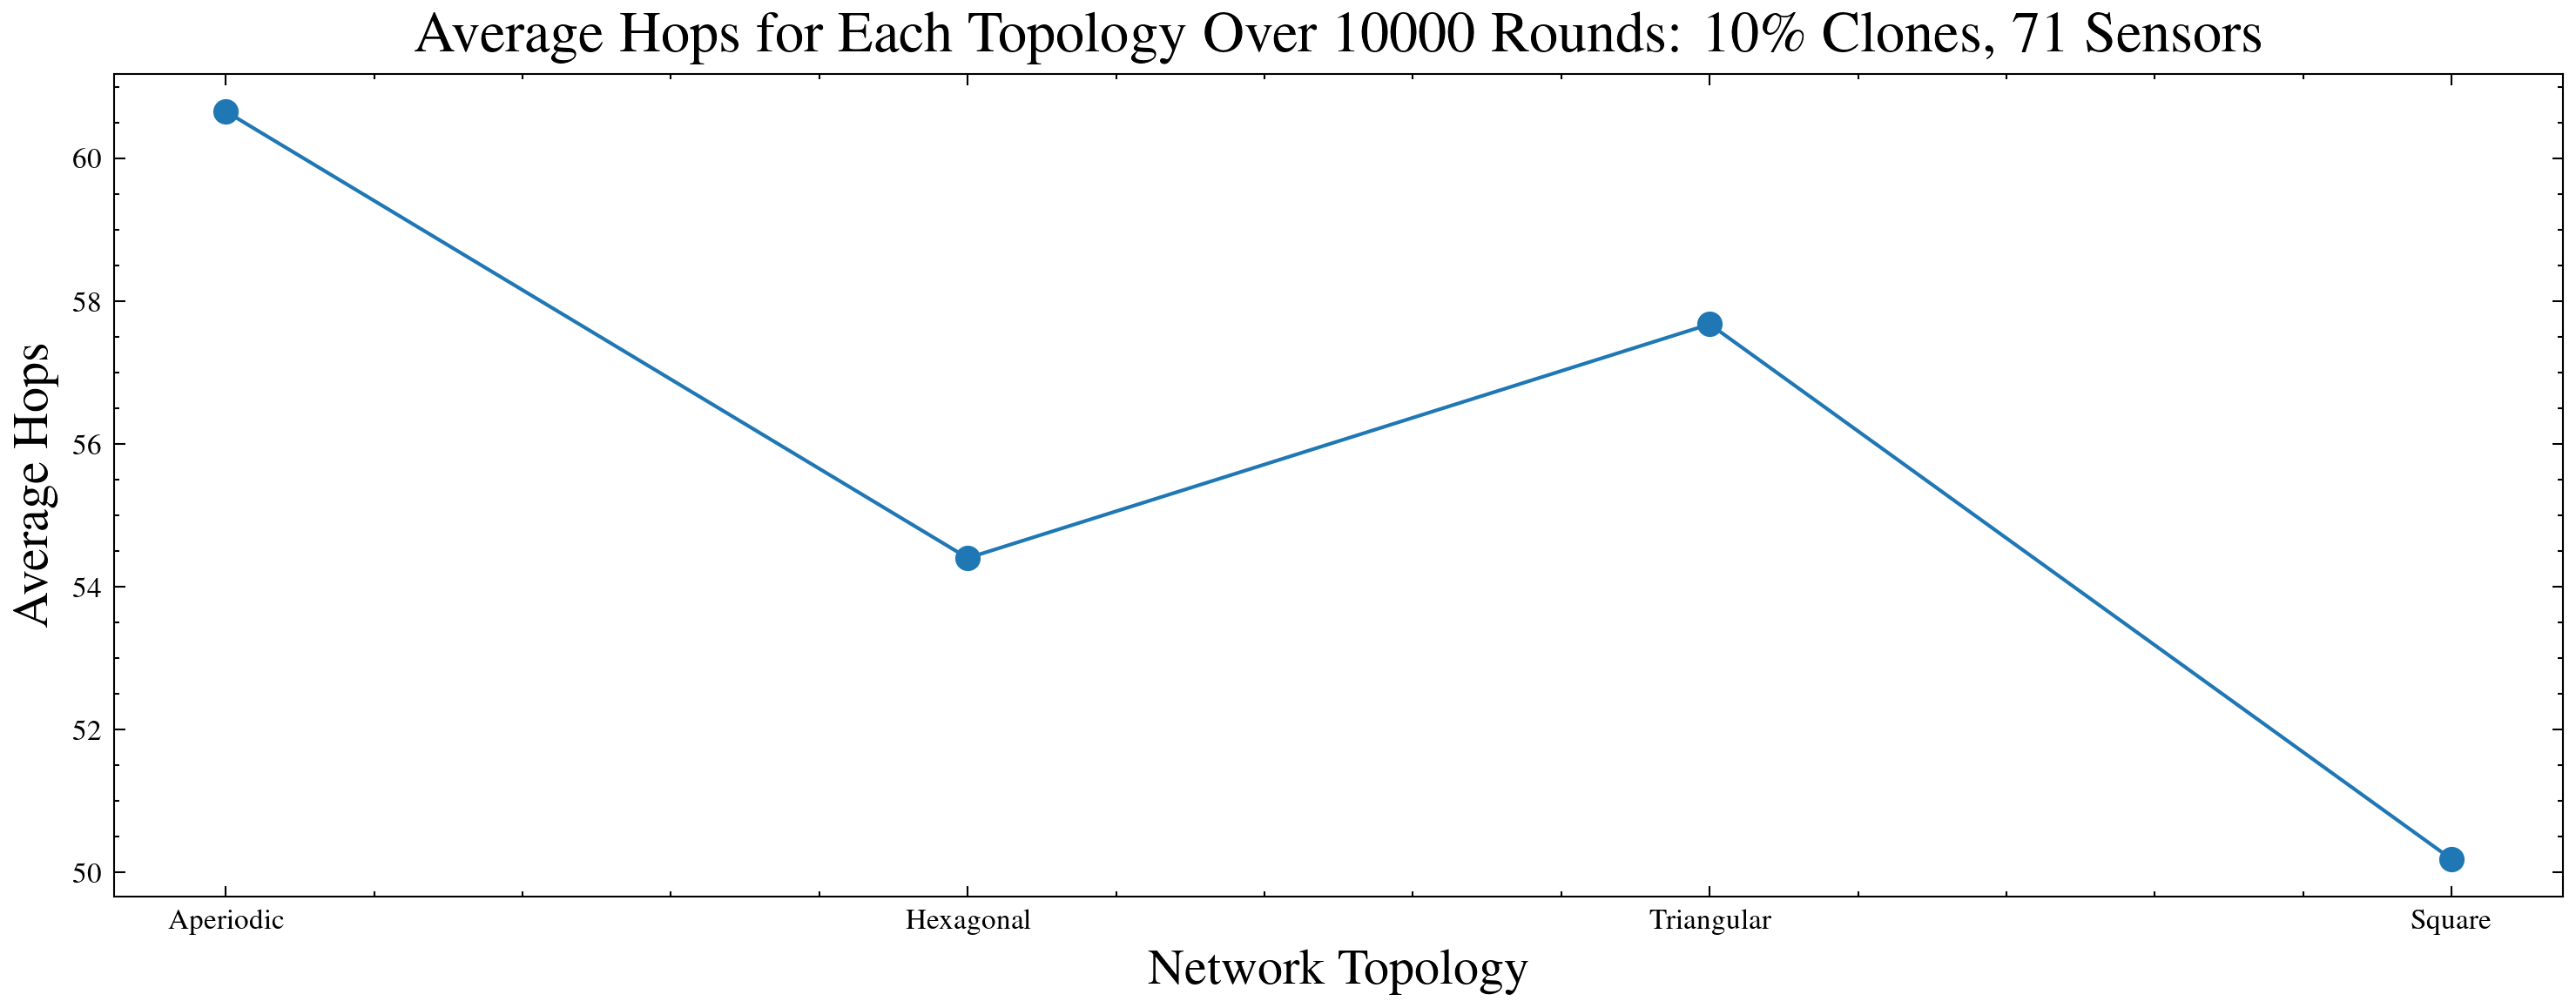 Average Hops for Each Topology Over 10000 Rounds: 10% Clones, 71 Sensors
Average Hops
60
58
56
54
52
50
Aperiodic
Hexagonal
Triangular
Square
Network Topology